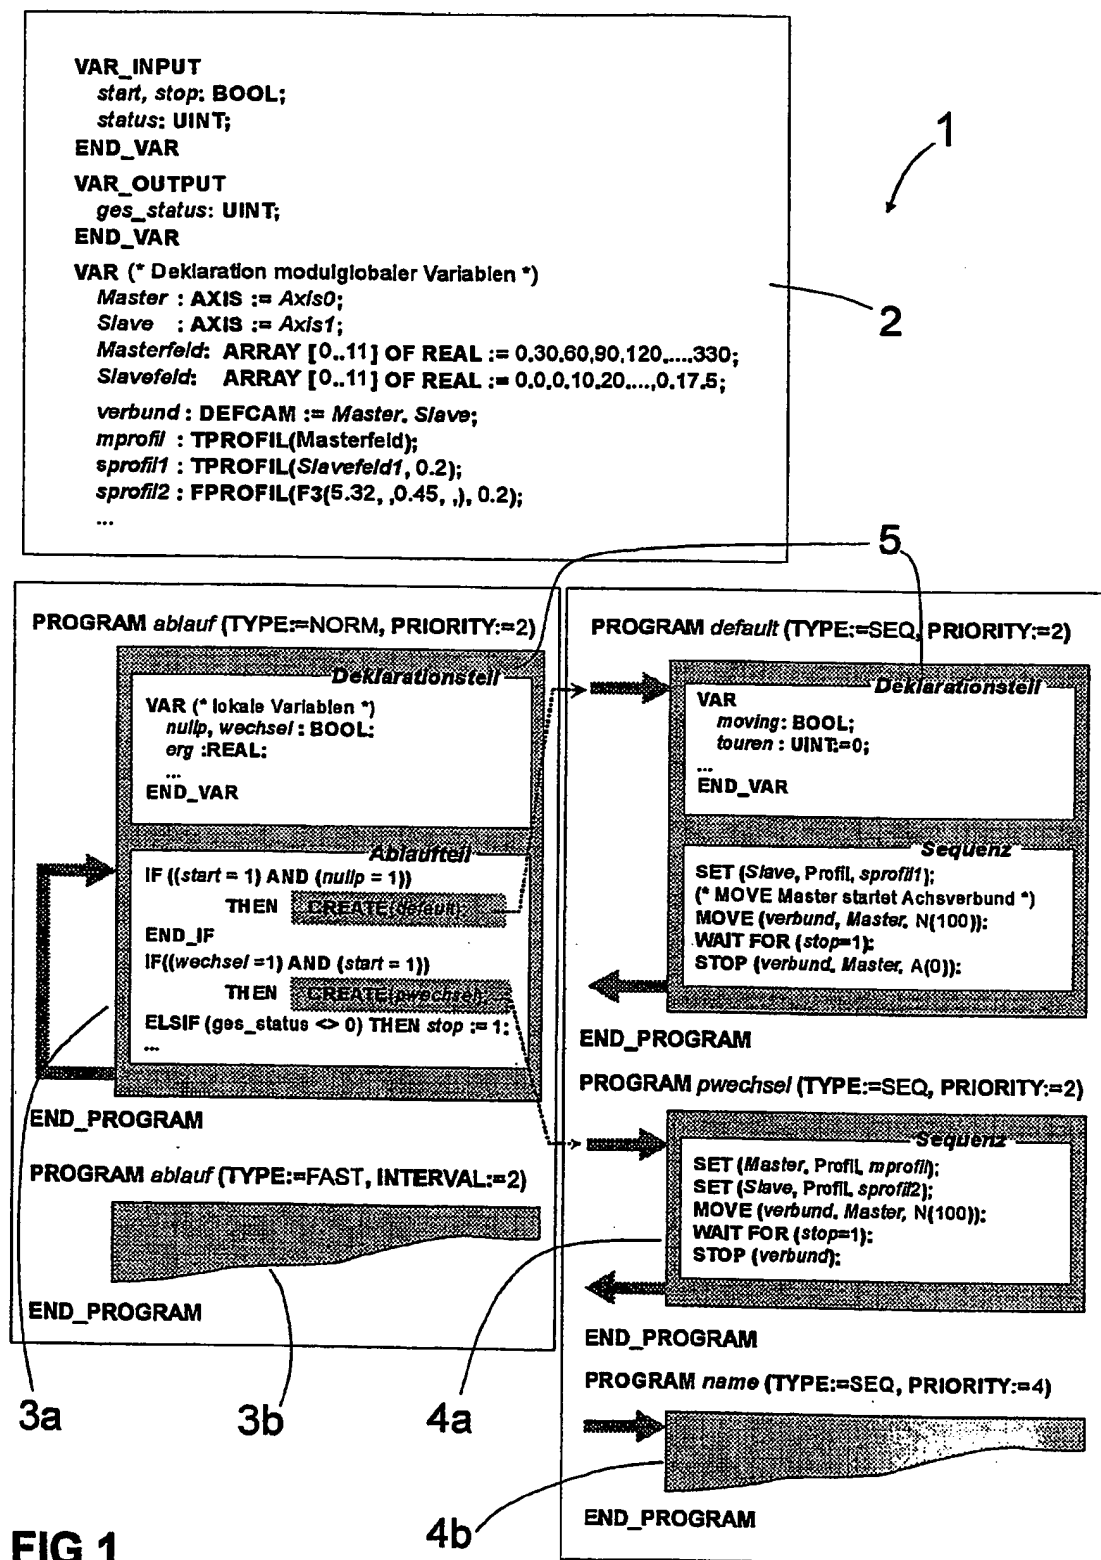 VAR_INPUT
start, stop: BOOL;
status: UINT;
END_VAR
VAR_OUTPUT
ges_status: UINT;
END_VAR
VAR (* Deklaration modulglobaler Variablen *)
Master : AXIS := Axis0;
Slave : AXIS := Axis1;
Masterfeld: ARRAY [0..11] OF REAL := 0,30,60,90,120,...,330;
Slavefeld: ARRAY [0..11] OF REAL := 0,0,0,10,20...,0,17.5;
verbund : DEFCAM := Master, Slave;
mprofil : TPROFIL(Masterfeld);
sprofil1 : TPROFIL(Slavefeld1, 0.2);
sprofil2 : FPROFIL(F3(5.32, ,0.45, ,), 0.2);
...
1
2
5
PROGRAM ablauf (TYPE:=NORM, PRIORITY:=2)
Deklarationsteil
VAR (* lokale Variablen *)
nullp, wechsel : BOOL;
erg :REAL;
...
END_VAR
Ablaufteil
IF ((start = 1) AND (nullp = 1))
THEN CREATE(default);
END_IF
IF((wechsel =1) AND (start = 1))
THEN CREATE(pwechsel);
ELSIF (ges_status <> 0) THEN stop := 1;
...
END_PROGRAM
PROGRAM ablauf (TYPE:=FAST, INTERVAL:=2)
END_PROGRAM
3a
3b
PROGRAM default (TYPE:=SEQ, PRIORITY:=2)
Deklarationsteil
VAR
moving: BOOL;
touren : UINT:=0;
...
END_VAR
Sequenz
SET (Slave, Profil, sprofil1);
(* MOVE Master startet Achsverbund *)
MOVE (verbund, Master, N(100));
WAIT FOR (stop=1);
STOP (verbund, Master, A(0));
END_PROGRAM
PROGRAM pwechsel (TYPE:=SEQ, PRIORITY:=2)
Sequenz
SET (Master, Profil, mprofil);
SET (Slave, Profil, sprofil2);
MOVE (verbund, Master, N(100));
WAIT FOR (stop=1);
STOP (verbund);
END_PROGRAM
PROGRAM name (TYPE:=SEQ, PRIORITY:=4)
END_PROGRAM
4a
4b
FIG 1